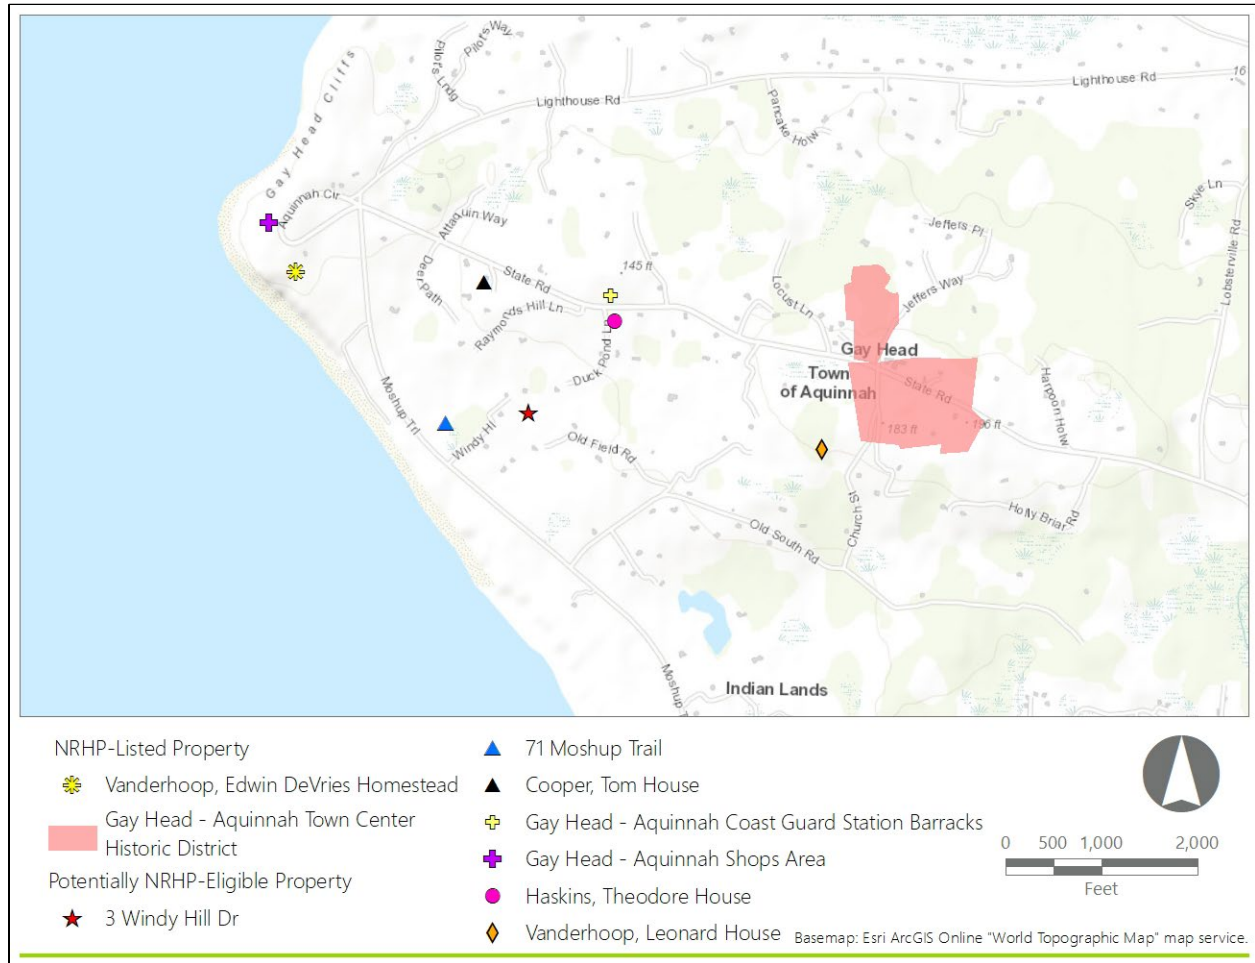 Pilot's Way
Pilot's Lndg
Gay Head Cliffs
Lighthouse Rd
Lighthouse Rd
16
Pancake Holw
Skye Ln
Aquinnah Cir
Attaquin Way
Jeffers Pl
Lobsterville Rd
Deer Path
State Rd
145 ft
Locust Ln
Jeffers Way
Raymonds Hill Ln
Duck Pond Ln
Gay Head
Town
of Aquinnah
State Rd
Harpoon Holw
Moshup Trl
Windy Hl
Old Field Rd
183 ft
196 ft
Church St
Holly Briar Rd
Old South Rd
Moshup T
Indian Lands
NRHP-Listed Property
Vanderhoop, Edwin DeVries Homestead
Gay Head - Aquinnah Town Center
Historic District
Potentially NRHP-Eligible Property
3 Windy Hill Dr
71 Moshup Trail
Cooper, Tom House
Gay Head - Aquinnah Coast Guard Station Barracks
Gay Head - Aquinnah Shops Area
Haskins, Theodore House
Vanderhoop, Leonard House
0 500 1,000 2,000
Feet
Basemap: Esri ArcGIS Online "World Topographic Map" map service.